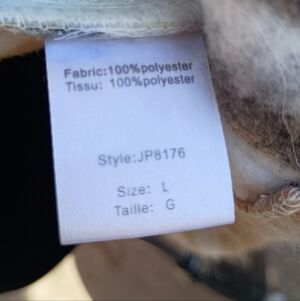 Fabric:100%polyester
Tissu: 100%polyester
Style:JP8176
Size: L
Taille: G